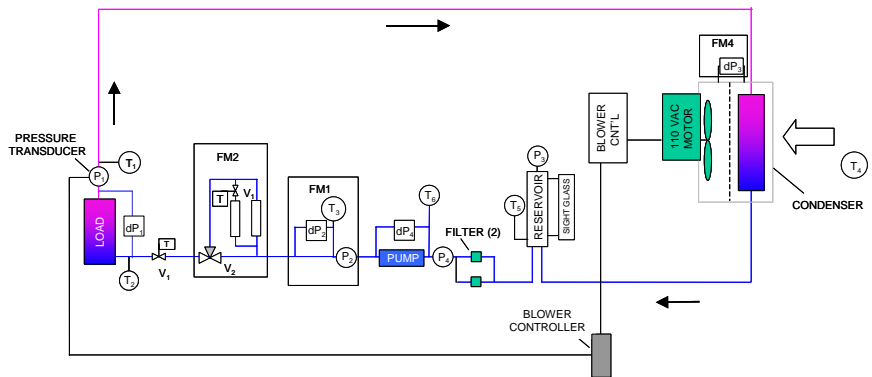 FM4
dP3
BLOWER
CNT'L
110 VAC
MOTOR
PRESSURE
TRANSDUCER
T1
P1
FM2
P3
T4
FM1
T
V1
T6
CONDENSER
T3
T5
RESERVOIR
SIGHT GLASS
LOAD
dP1
T
dP2
dP4
FILTER (2)
P2
PUMP
P4
T2
V1
V2
BLOWER
CONTROLLER